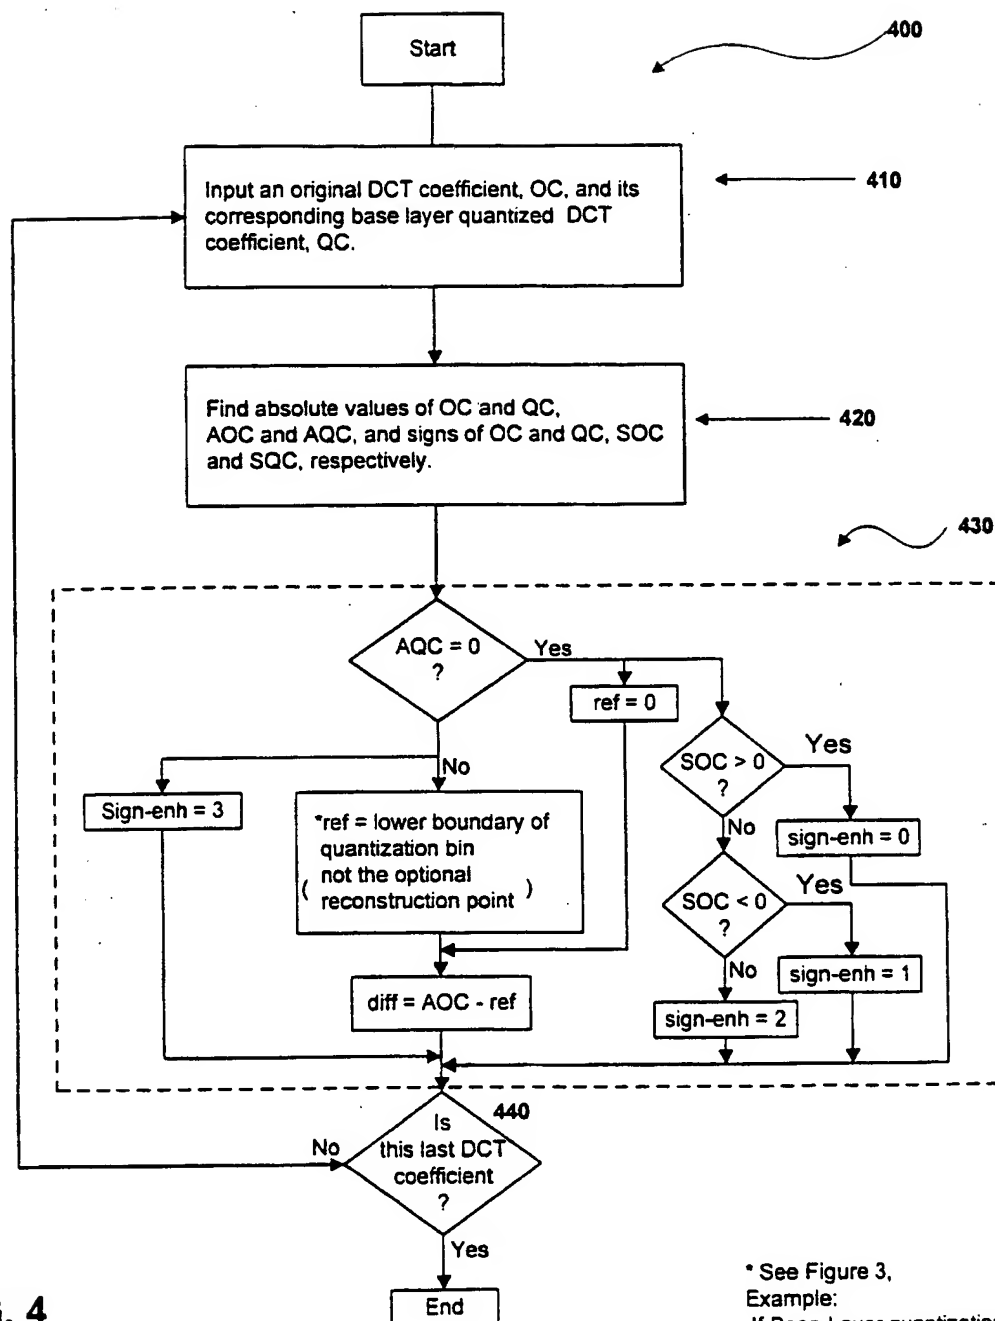 Start
400
Input an original DCT coefficient, OC, and its
corresponding base layer quantized DCT
coefficient, QC.
410
Find absolute values of OC and QC,
AOC and AQC, and signs of OC and QC, SOC
and SQC, respectively.
420
430
AQC = 0
?
Yes
ref = 0
SOC > 0
?
Yes
No
Sign-enh = 3
*ref = lower boundary of
quantization bin
( not the optional )
reconstruction point
No
sign-enh = 0
SOC < 0
?
Yes
No
sign-enh = 1
diff = AOC - ref
sign-enh = 2
440
Is
this last DCT
coefficient
?
No
Yes
End
* See Figure 3,
Example:
. 4